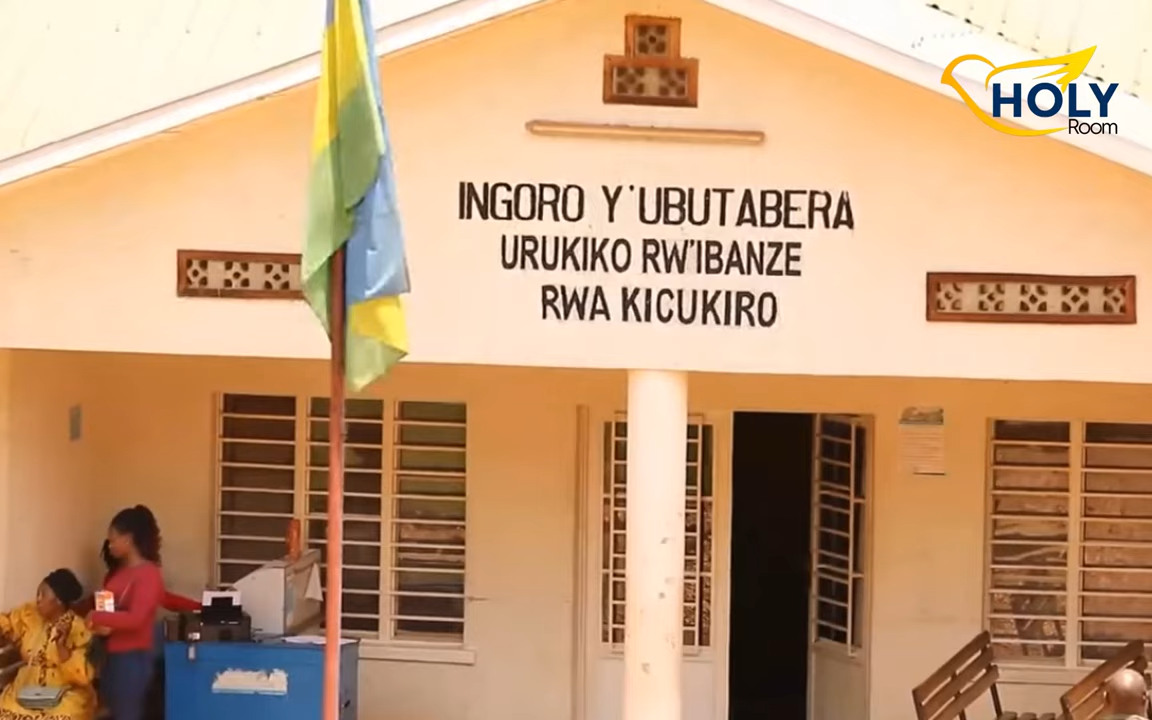 HOLY
Room
INGORO Y'UBUTABERA
URUKIKO RW'IBANZE
RWA KICUKIRO